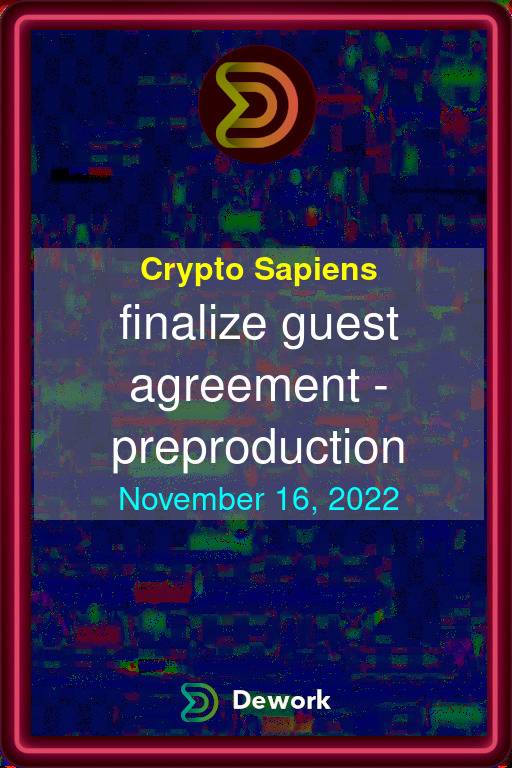 Crypto Sapiens
finalize guest
agreement -
preproduction
November 16, 2022
Dework